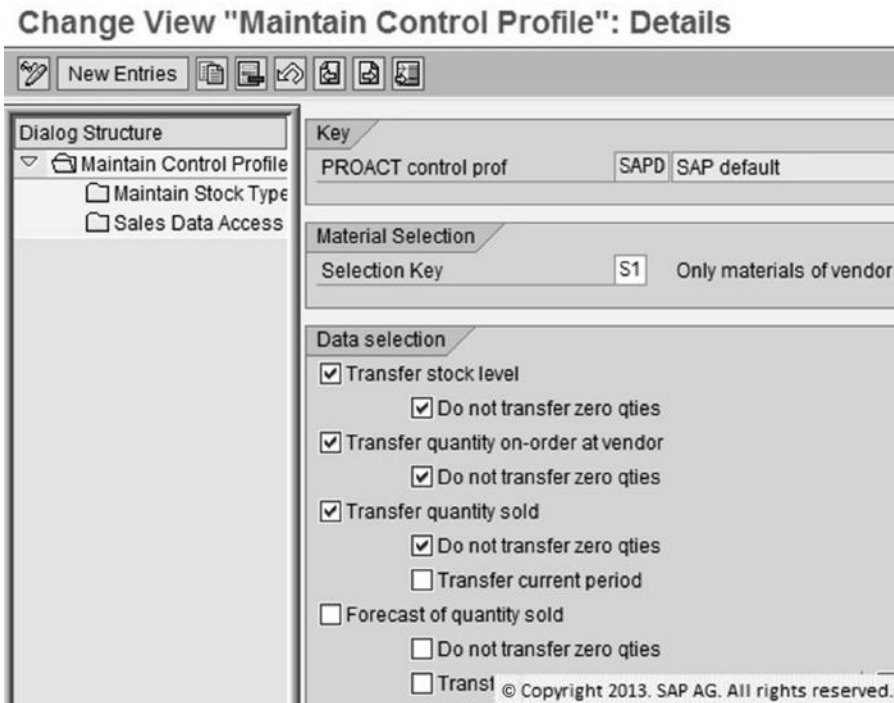 Change View "Maintain Control Profile": Details
New Entries
Dialog Structure
Maintain Control Profile
Maintain Stock Type
Sales Data Access
Key
PROACT control prof SAPD SAP default
Material Selection
Selection Key S1 Only materials of vendor
Data selection
Transfer stock level
Do not transfer zero qties
Transfer quantity on-order at vendor
Do not transfer zero qties
Transfer quantity sold
Do not transfer zero qties
Transfer current period
Forecast of quantity sold
Do not transfer zero qties
© Copyright 2013. SAP AG. All rights reserved.